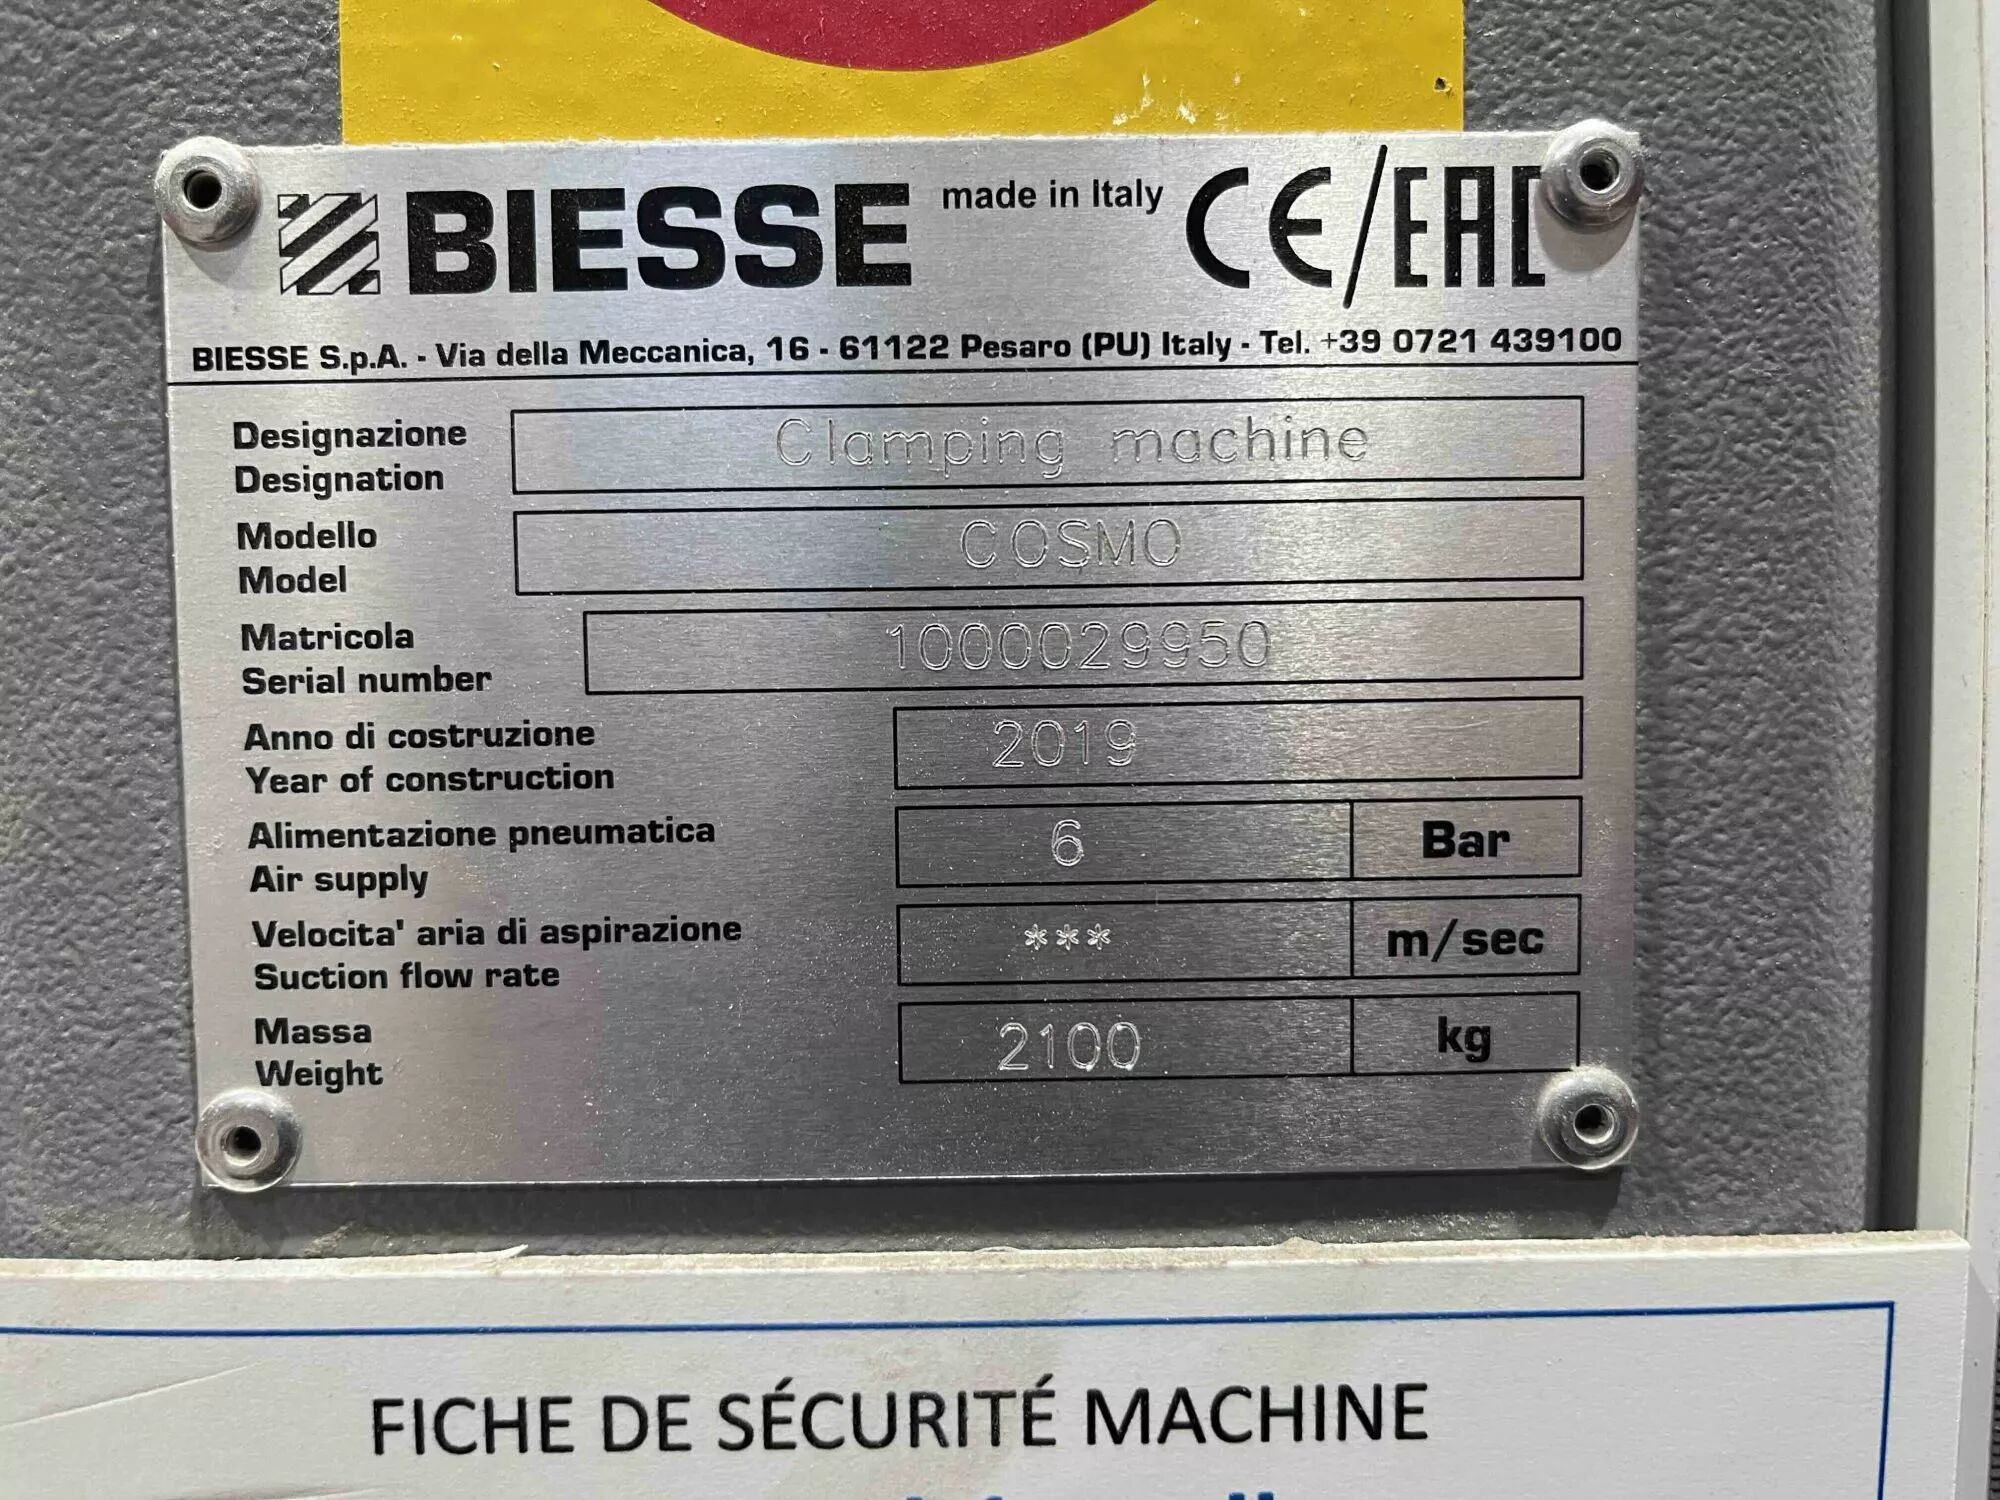 BIESSE made in Italy CE/EAC
BIESSE S.p.A. - Via della Meccanica, 16 - 61122 Pesaro (PU) Italy - Tel. +39 0721 439100
Designazione
Designation
Clamping machine
Modello
Model
COSMO
Matricola
Serial number
1000029950
Anno di costruzione
Year of construction
2019
Alimentazione pneumatica
Air supply
6 Bar
Velocita' aria di aspirazione
Suction flow rate
*** m/sec
Massa
Weight
2100 kg
FICHE DE SÉCURITÉ MACHINE